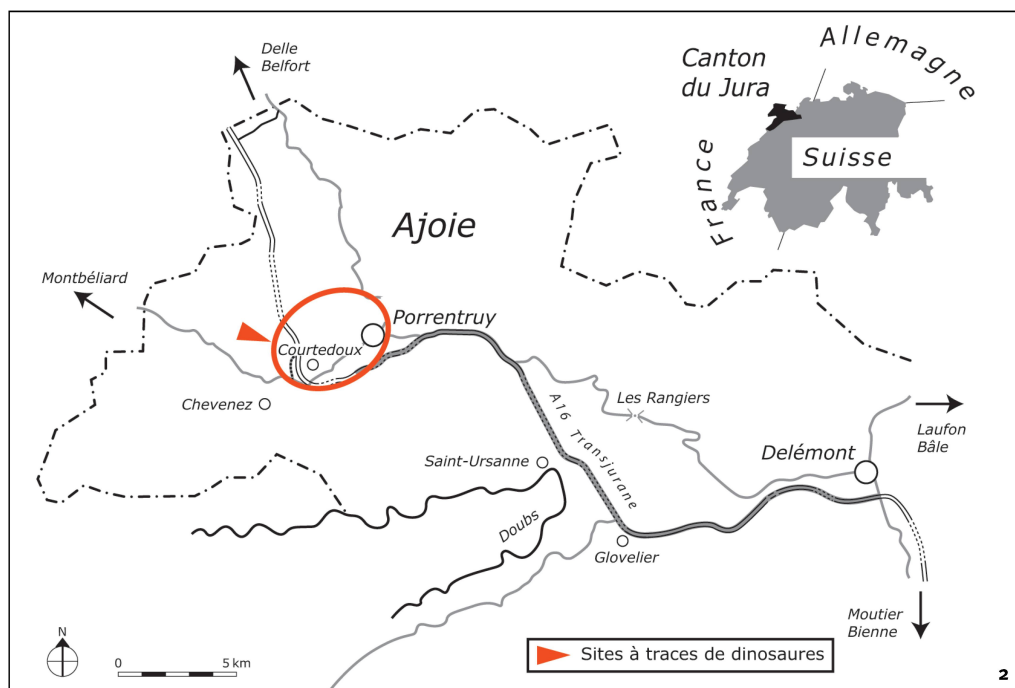 Delle
Belfort
Canton
du Jura
Allemagne
France
Suisse
Ajoie
Montbéliard
Porrentruy
Courtedoux
Chevenez
Les Rangiers
A16 Transjurane
Laufon
Bâle
Delémont
Saint-Ursanne
Doubs
Glovelier
Moutier
Bienne
N
0 5 km
Sites à traces de dinosaures
2